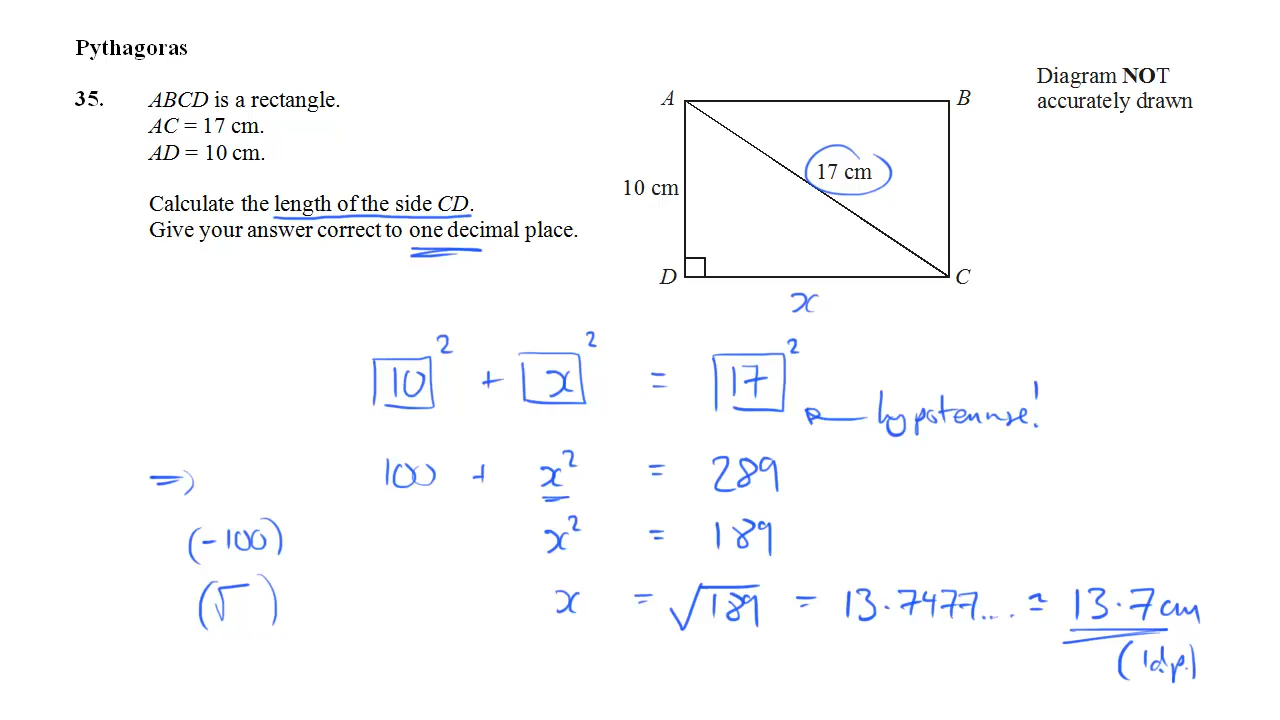 Pythagoras
35. ABCD is a rectangle.
AC = 17 cm.
AD = 10 cm.
Calculate the length of the side CD.
Give your answer correct to one decimal place.
Diagram NOT
accurately drawn
A
B
17 cm
10 cm
D
C
x
10² + x² = 17²
hypotenuse!
⇒ 100 + x² = 289
(-100) x² = 189
(√ ) x = √189 = 13.7477... = 13.7cm
(1d.p.)